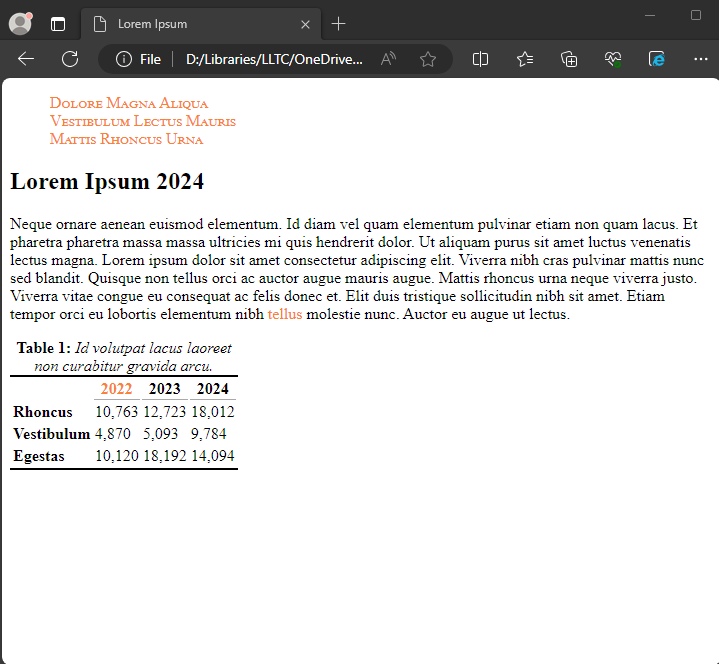 Lorem Ipsum
File
D:/Libraries/LLTC/OneDrive...
Dolore Magna Aliqua
Vestibulum Lectus Mauris
Mattis Rhoncus Urna
Lorem Ipsum 2024
Neque ornare aenean euismod elementum. Id diam vel quam elementum pulvinar etiam non quam lacus. Et
pharetra pharetra massa massa ultricies mi quis hendrerit dolor. Ut aliquam purus sit amet luctus venenatis
lectus magna. Lorem ipsum dolor sit amet consectetur adipiscing elit. Viverra nibh cras pulvinar mattis nunc
sed blandit. Quisque non tellus orci ac auctor augue mauris augue. Mattis rhoncus urna neque viverra justo.
Viverra vitae congue eu consequat ac felis donec et. Elit duis tristique sollicitudin nibh sit amet. Etiam
tempor orci eu lobortis elementum nibh tellus molestie nunc. Auctor eu augue ut lectus.
Table 1: Id volutpat lacus laoreet
non curabitur gravida arcu.
2022 2023 2024
Rhoncus 10,763 12,723 18,012
Vestibulum 4,870 5,093 9,784
Egestas 10,120 18,192 14,094